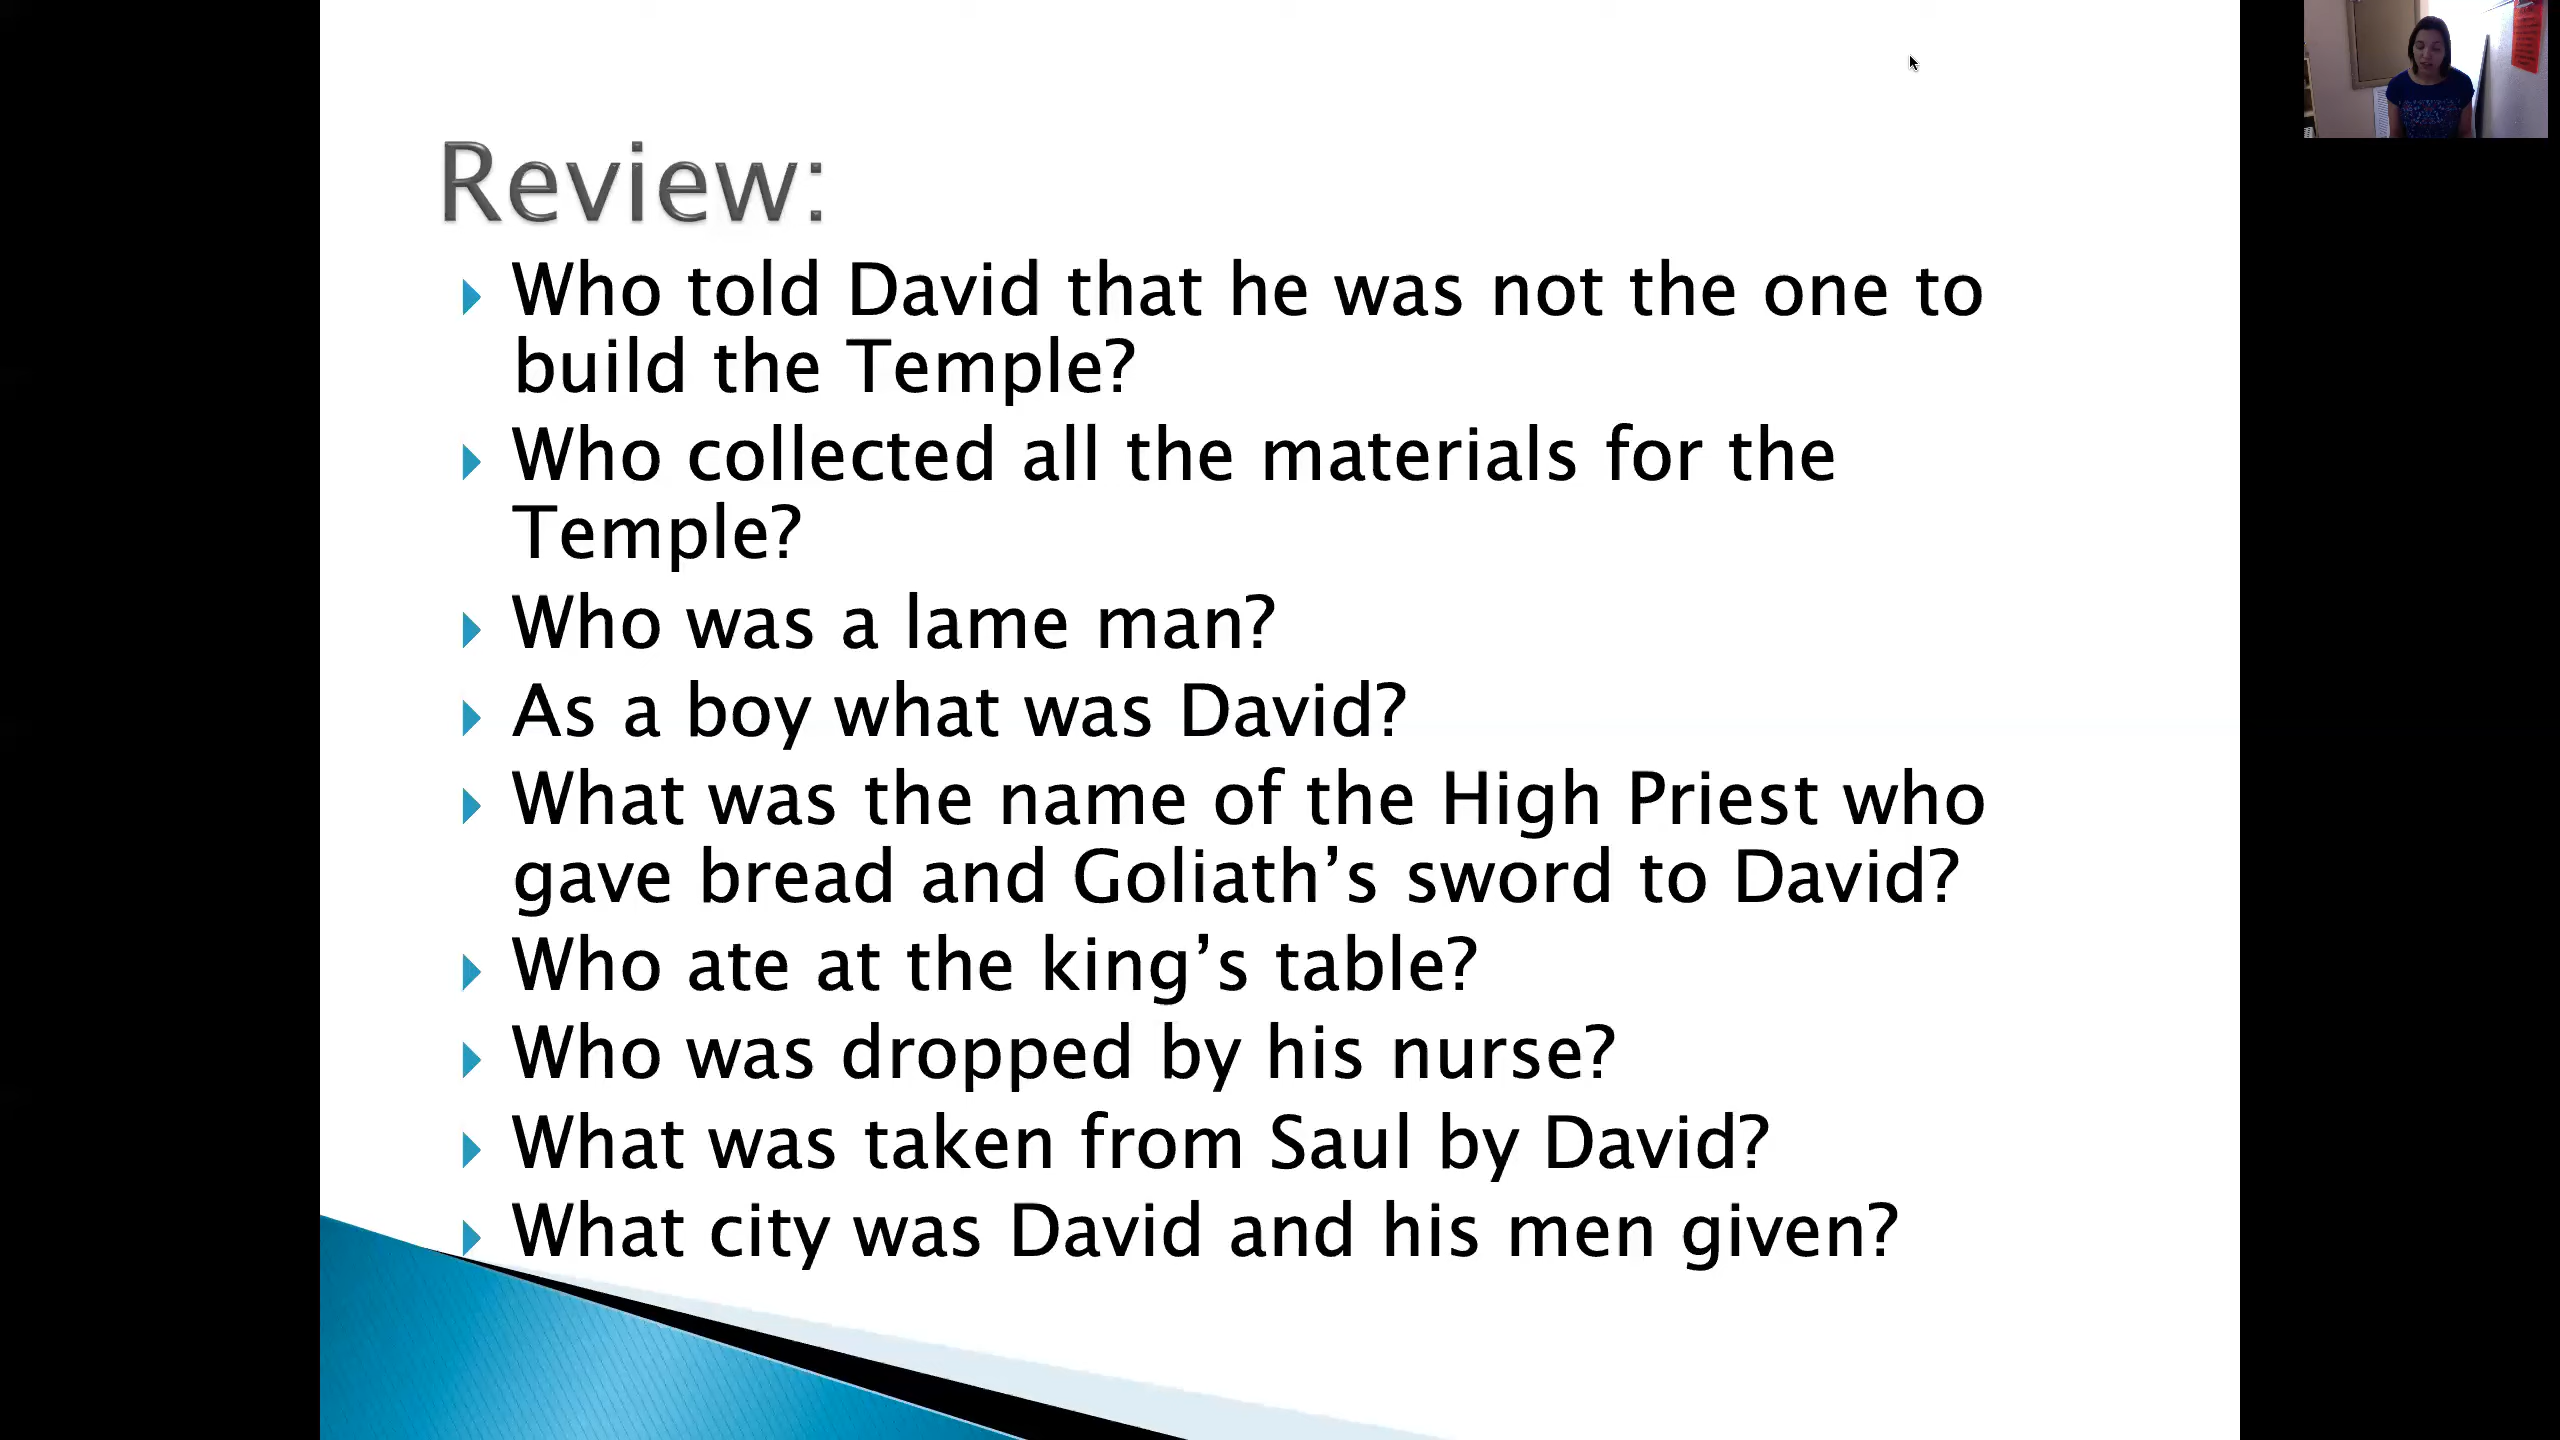 Review:
Who told David that he was not the one to
build the Temple?
Who collected all the materials for the
Temple?
Who was a lame man?
As a boy what was David?
What was the name of the High Priest who
gave bread and Goliath’s sword to David?
Who ate at the king’s table?
Who was dropped by his nurse?
What was taken from Saul by David?
What city was David and his men given?